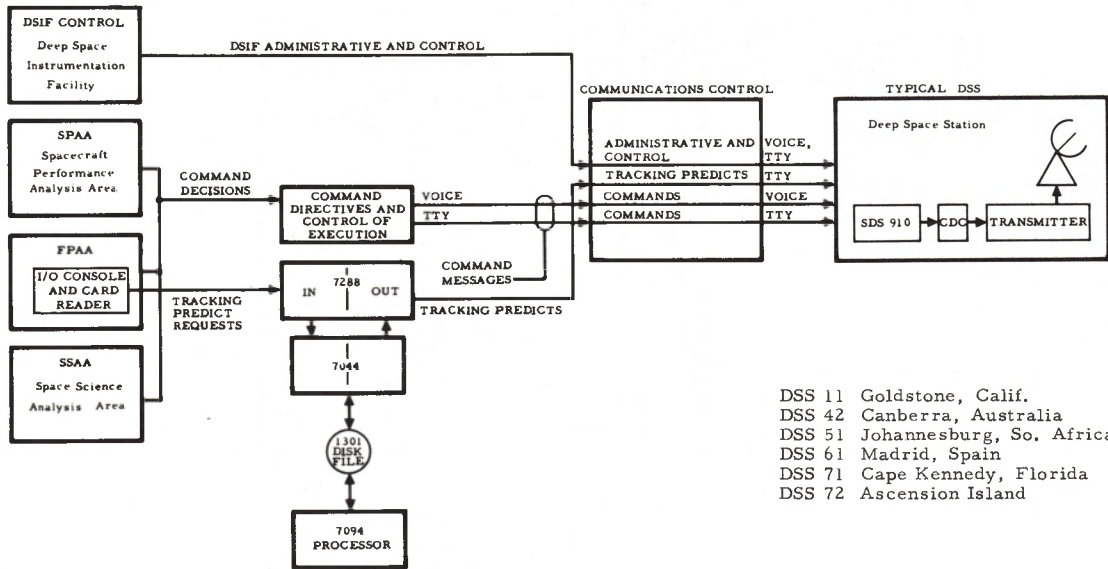 DSIF CONTROL
Deep Space
Instrumentation
Facility
DSIF ADMINISTRATIVE AND CONTROL
SPAA
Spacecraft
Performance
Analysis Area
COMMAND
DECISIONS
FPAA
I/O CONSOLE
AND CARD
READER
TRACKING
PREDICT
REQUESTS
SSAA
Space Science
Analysis Area
COMMAND
DIRECTIVES AND
CONTROL OF
EXECUTION
VOICE
TTY
COMMAND
MESSAGES
7288
IN
OUT
TRACKING PREDICTS
7044
1301
DISK
FILE
7094
PROCESSOR
COMMUNICATIONS CONTROL
ADMINISTRATIVE AND
CONTROL
VOICE,
TTY
TRACKING PREDICTS
TTY
COMMANDS
VOICE
COMMANDS
TTY
TYPICAL DSS
Deep Space Station
SDS 910
CDC
TRANSMITTER
DSS 11 Goldstone, Calif.
DSS 42 Canberra, Australia
DSS 51 Johannesburg, So. Africa
DSS 61 Madrid, Spain
DSS 71 Cape Kennedy, Florida
DSS 72 Ascension Island